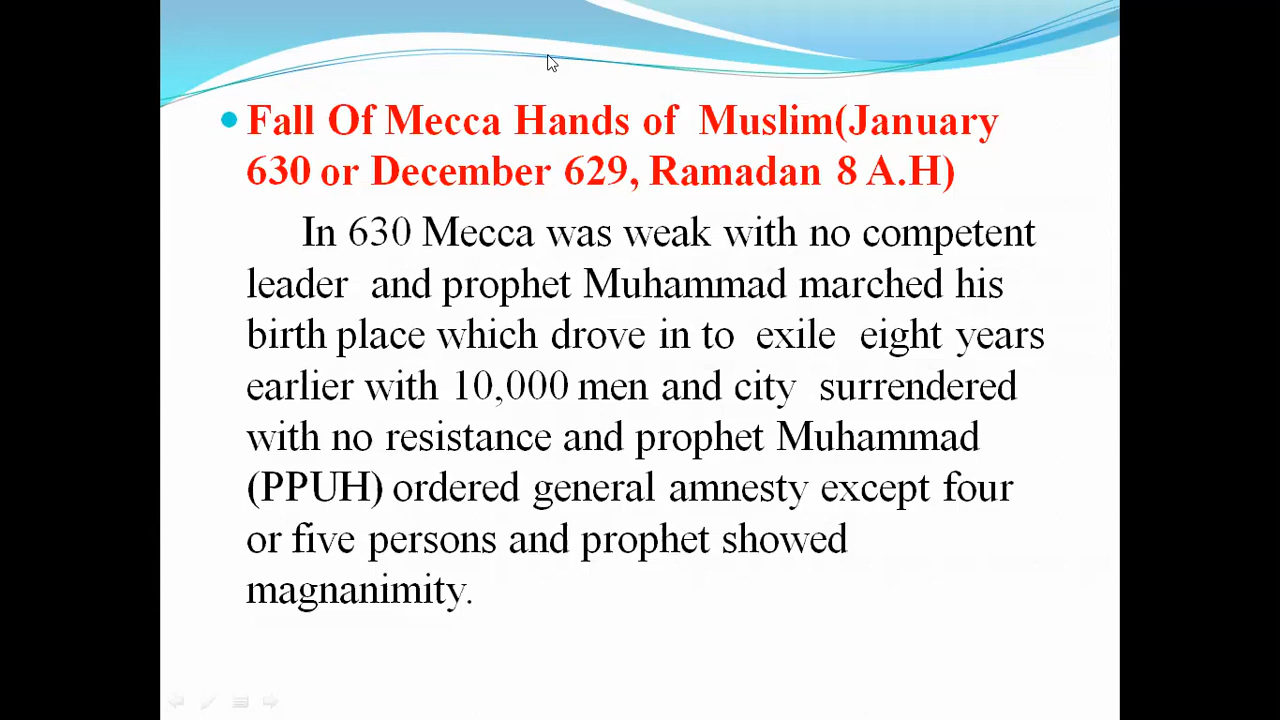 Fall Of Mecca Hands of Muslim(January
630 or December 629, Ramadan 8 A.H)
In 630 Mecca was weak with no competent
leader and prophet Muhammad marched his
birth place which drove in to exile eight years
earlier with 10,000 men and city surrendered
with no resistance and prophet Muhammad
(PPUH) ordered general amnesty except four
or five persons and prophet showed
magnanimity.